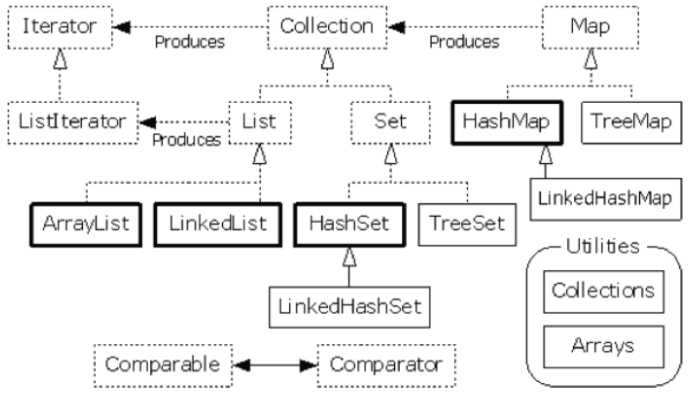 Iterator
Collection
Map
Produces
Produces
ListIterator
List
Set
HashMap
TreeMap
Produces
LinkedHashMap
ArrayList
LinkedList
HashSet
TreeSet
Utilities
Collections
LinkedHashSet
Arrays
Comparable
Comparator